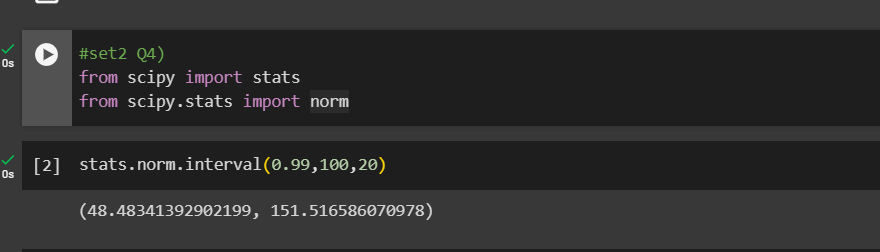 0s
#set2 Q4)
from scipy import stats
from scipy.stats import norm
0s
[2] stats.norm.interval(0.99,100,20)
(48.48341392902199, 151.516586070978)